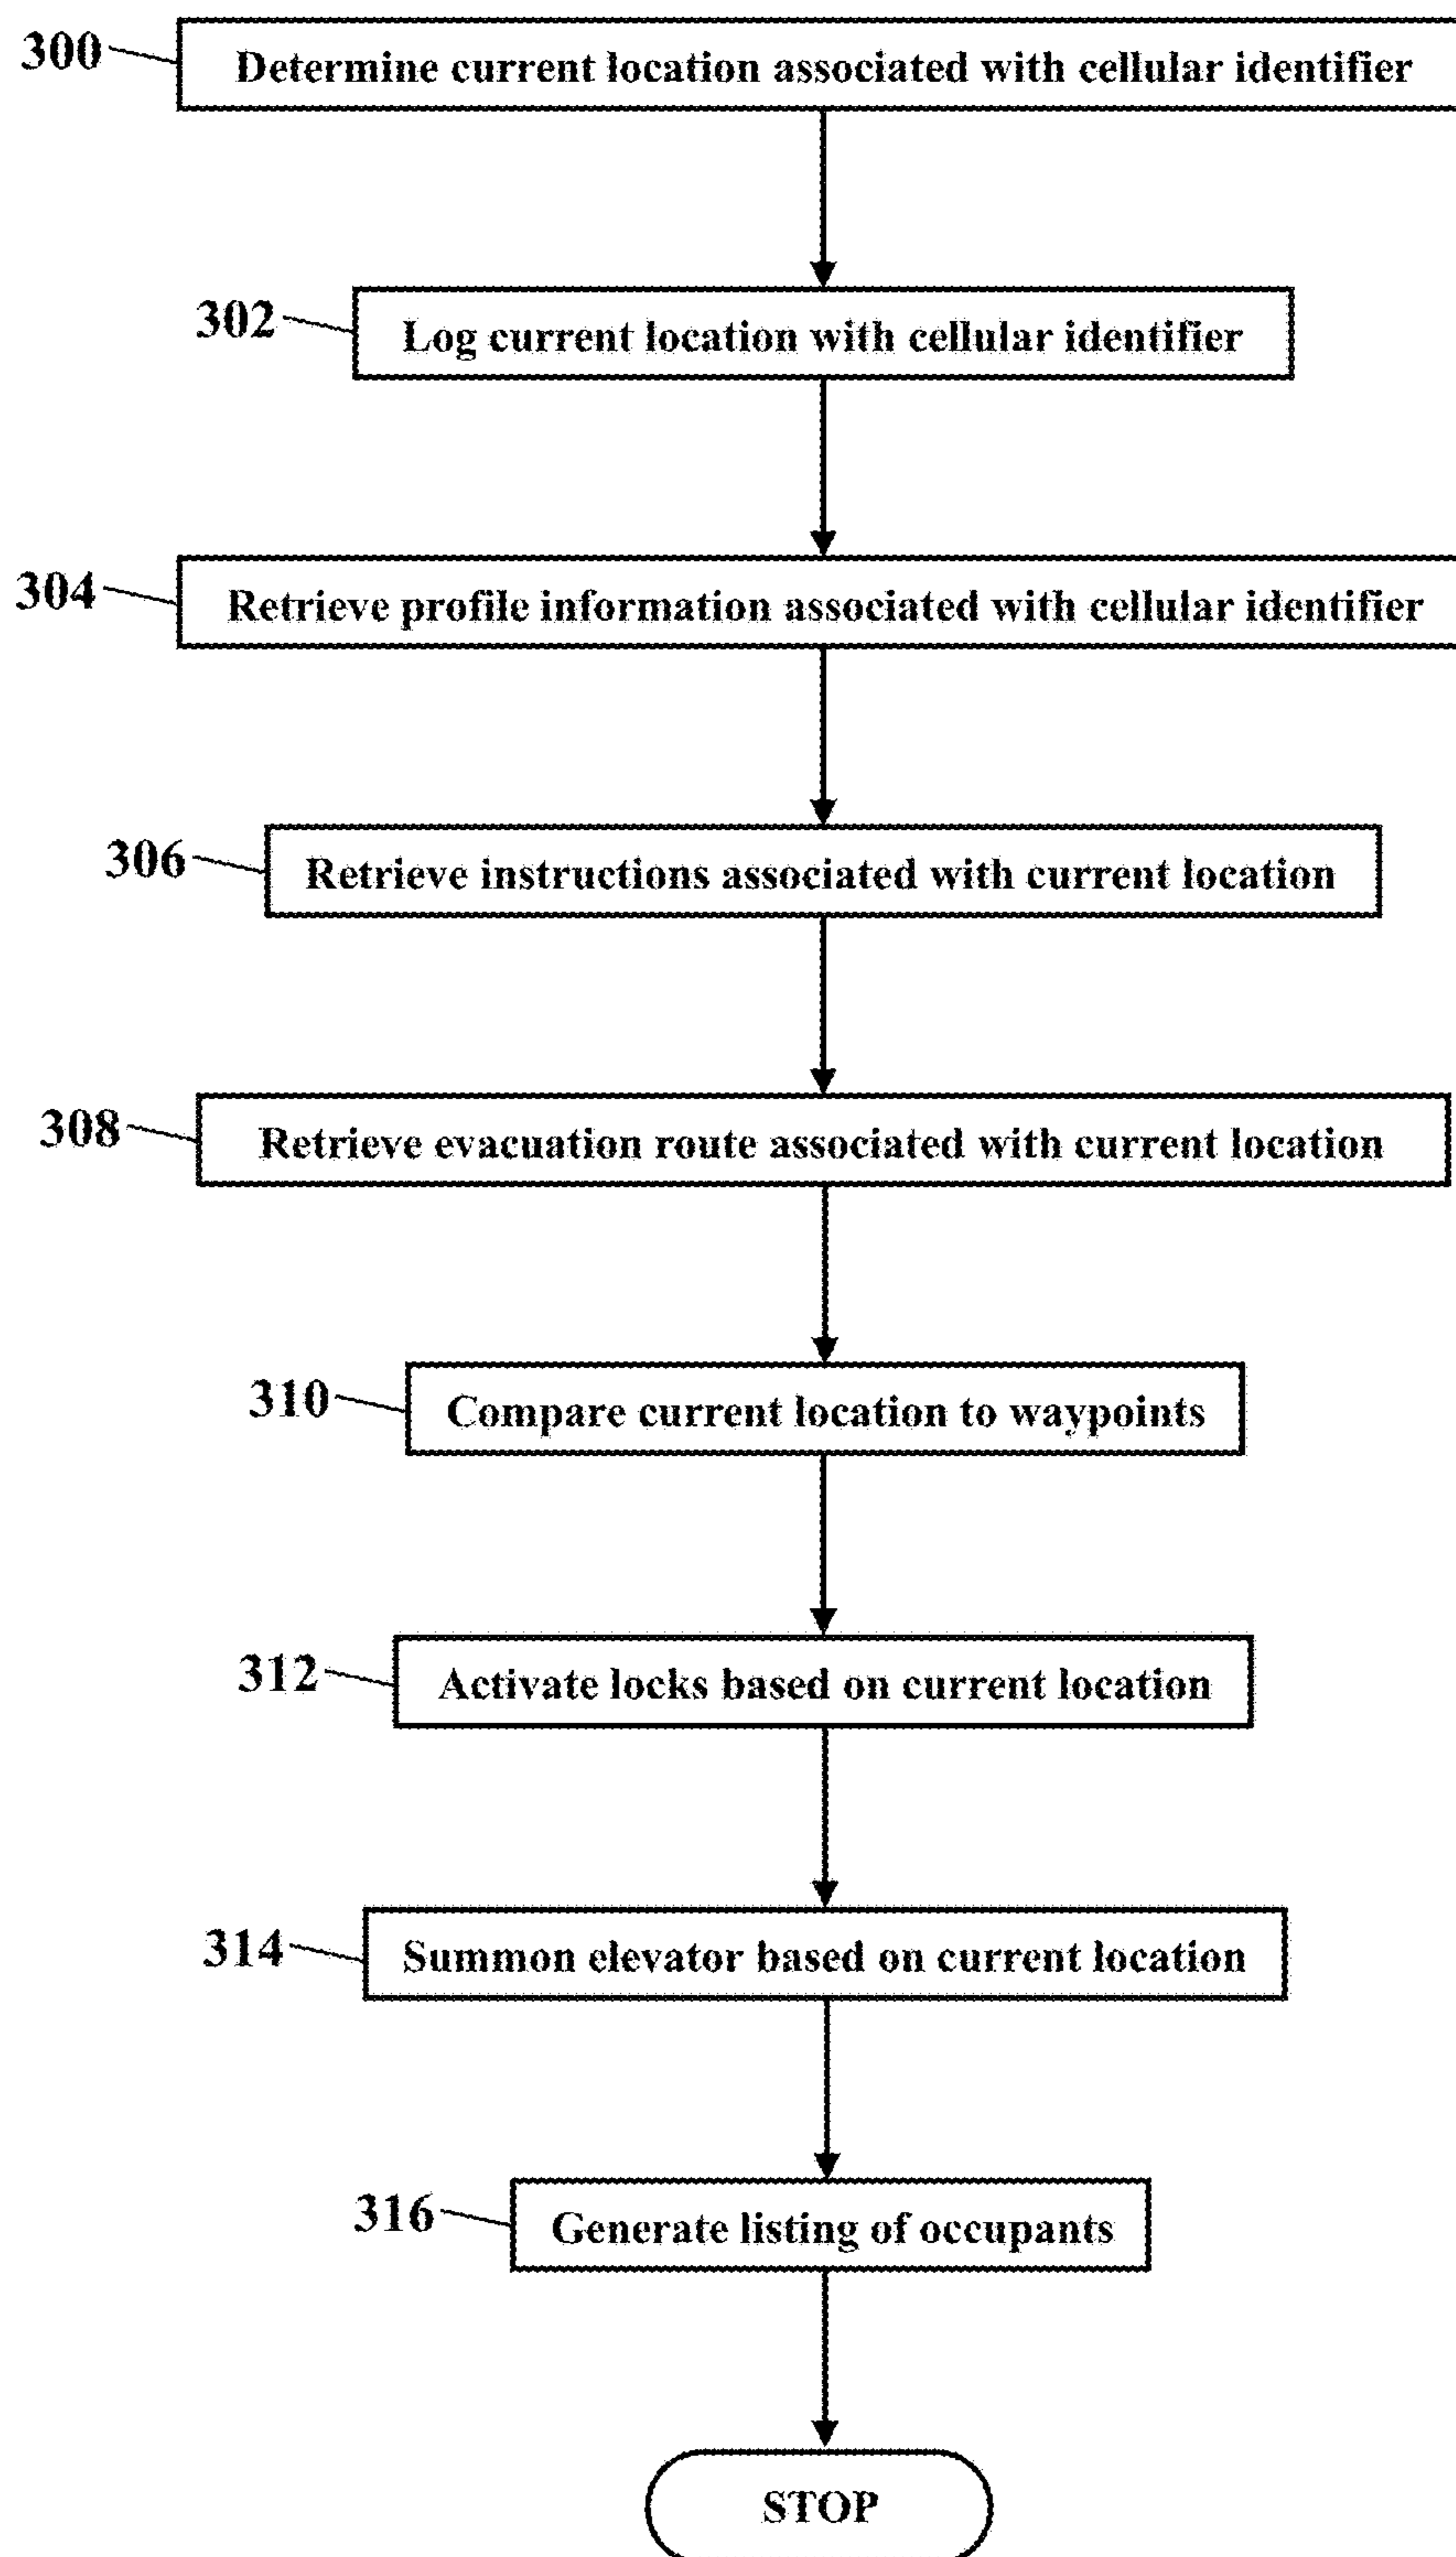 300 Determine current location associated with cellular identifier
302 Log current location with cellular identifier
304 Retrieve profile information associated with cellular identifier
306 Retrieve instructions associated with current location
308 Retrieve evacuation route associated with current location
310 Compare current location to waypoints
312 Activate locks based on current location
314 Summon elevator based on current location
316 Generate listing of occupants
STOP